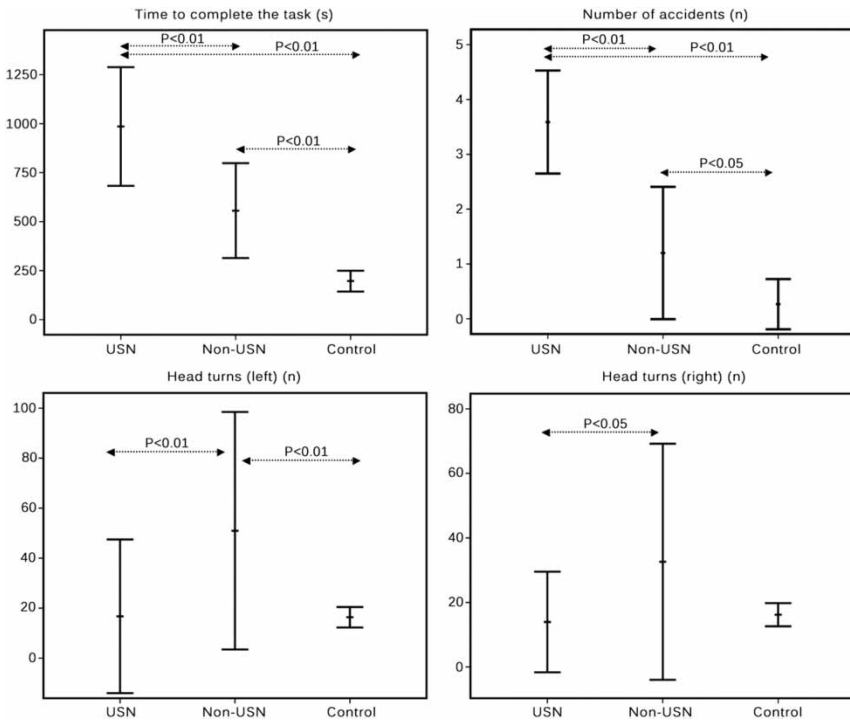 Time to complete the task (s)
P<0.01
P<0.01
1250
1000
P<0.01
750
500
250
0
USN Non-USN Control
Number of accidents (n)
5
P<0.01
P<0.01
4
3
P<0.05
2
1
0
USN Non-USN Control
Head turns (left) (n)
100
P<0.01
P<0.01
80
60
40
20
0
USN Non-USN Control
Head turns (right) (n)
80
P<0.05
60
40
20
0
USN Non-USN Control